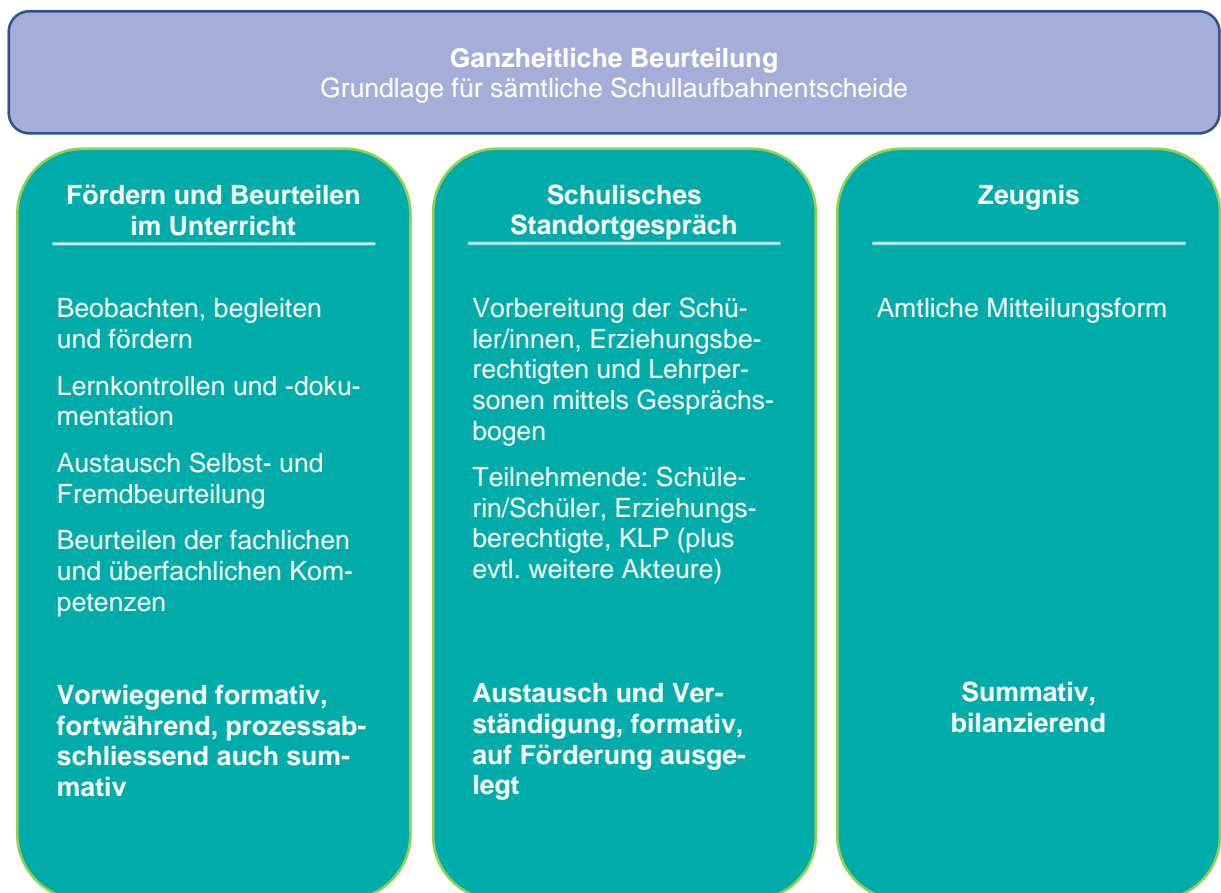 Ganzheitliche Beurteilung
Grundlage für sämtliche Schullaufbahnentscheide
Fördern und Beurteilen
im Unterricht
Beobachten, begleiten
und fördern
Lernkontrollen und -doku-
mentation
Austausch Selbst- und
Fremdbeurteilung
Beurteilen der fachlichen
und überfachlichen Kom-
petenzen
Vorwiegend formativ,
fortwährend, prozessab-
schliessend auch sum-
mativ
Schulisches
Standortgespräch
Vorbereitung der Schü-
ler/innen, Erziehungsbe-
rechtigten und Lehrper-
sonen mittels Gesprächs-
bogen
Teilnehmende: Schüle-
rin/Schüler, Erziehungs-
berechtigte, KLP (plus
evtl. weitere Akteure)
Austausch und Ver-
ständigung, formativ,
auf Förderung ausge-
legt
Zeugnis
Amtliche Mitteilungsform
Summativ,
bilanzierend